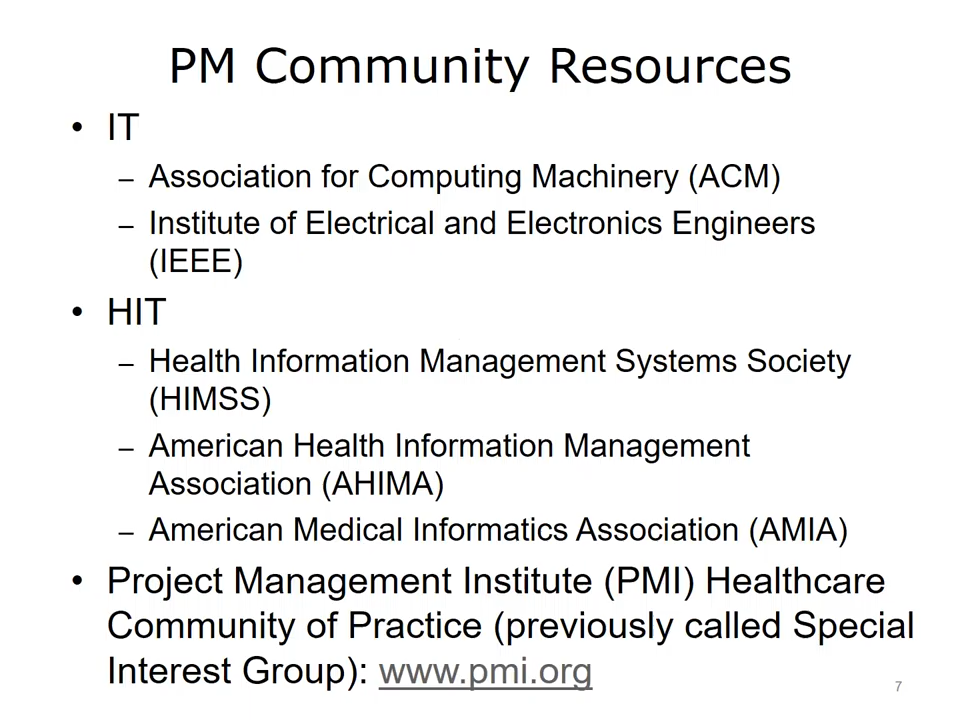 PM Community Resources
• IT
– Association for Computing Machinery (ACM)
– Institute of Electrical and Electronics Engineers
(IEEE)
• HIT
– Health Information Management Systems Society
(HIMSS)
– American Health Information Management
Association (AHIMA)
– American Medical Informatics Association (AMIA)
• Project Management Institute (PMI) Healthcare
Community of Practice (previously called Special
Interest Group): www.pmi.org
7